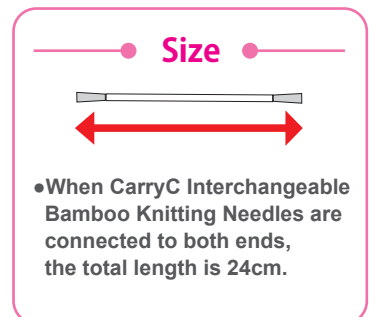 Size
●When CarryC Interchangeable
Bamboo Knitting Needles are
connected to both ends,
the total length is 24cm.